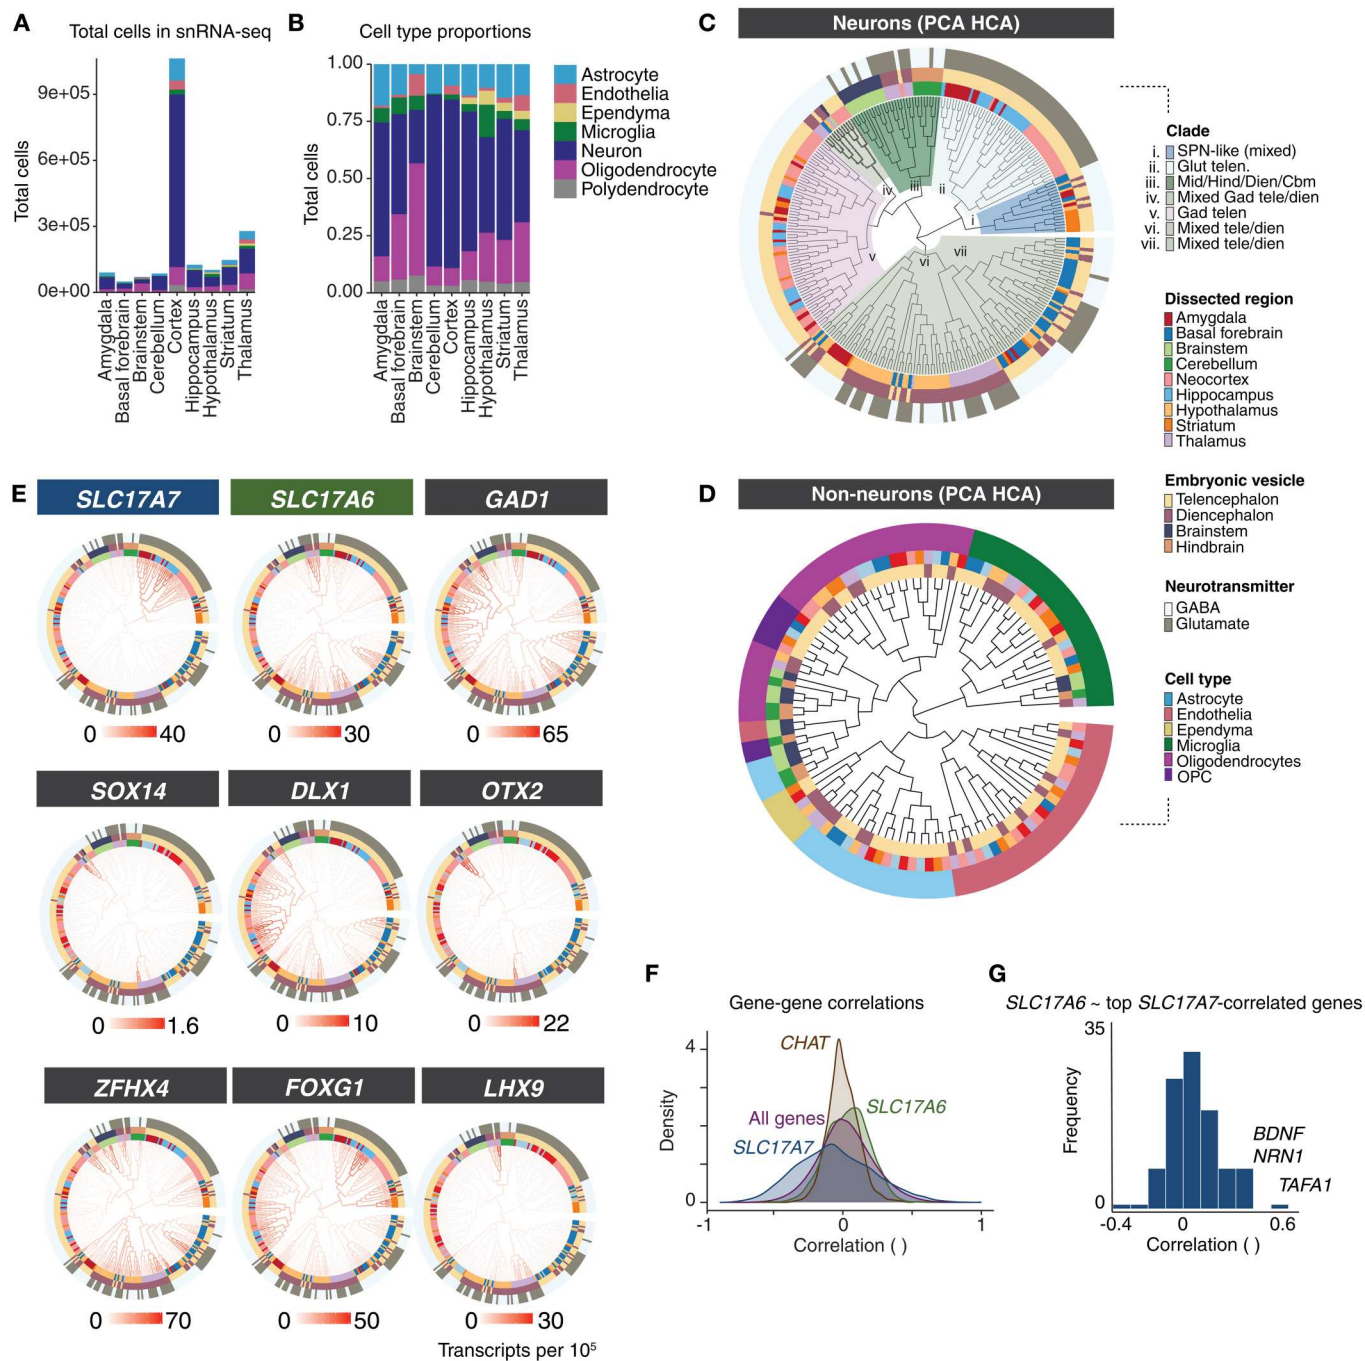 A
Total cells in snRNA-seq
Total cells
9e+05
6e+05
3e+05
0e+00
Amygdala
Basal forebrain
Brainstem
Cerebellum
Cortex
Hippocampus
Hypothalamus
Striatum
Thalamus
B
Cell type proportions
Total cells
1.00
0.75
0.50
0.25
0.00
Amygdala
Basal forebrain
Brainstem
Cerebellum
Cortex
Hippocampus
Hypothalamus
Striatum
Thalamus
Astrocyte
Endothelia
Ependyma
Microglia
Neuron
Oligodendrocyte
Polydendrocyte
C
Neurons (PCA HCA)
i
ii
iii
iv
v
vi
vii
Clade
i. SPN-like (mixed)
ii. Glut telen.
iii. Mid/Hind/Dien/Cbm
iv. Mixed Gad tele/dien
v. Gad telen
vi. Mixed tele/dien
vii. Mixed tele/dien
Dissected region
Amygdala
Basal forebrain
Brainstem
Cerebellum
Neocortex
Hippocampus
Hypothalamus
Striatum
Thalamus
Embryonic vesicle
Telencephalon
Diencephalon
Brainstem
Hindbrain
Neurotransmitter
GABA
Glutamate
Cell type
Astrocyte
Endothelia
Ependyma
Microglia
Oligodendrocytes
OPC
D
Non-neurons (PCA HCA)
E
SLC17A7
SLC17A6
GAD1
0 40
0 30
0 65
SOX14
DLX1
OTX2
0 1.6
0 10
0 22
ZFHX4
FOXG1
LHX9
0 70
0 50
0 30
Transcripts per 10⁵
F
Gene-gene correlations
Density
4
0
CHAT
SLC17A6
All genes
SLC17A7
-1 0 1
Correlation ( )
G
SLC17A6 ~ top SLC17A7-correlated genes
Frequency
35
0
BDNF
NRN1
TAFA1
-0.4 0 0.6
Correlation ( )